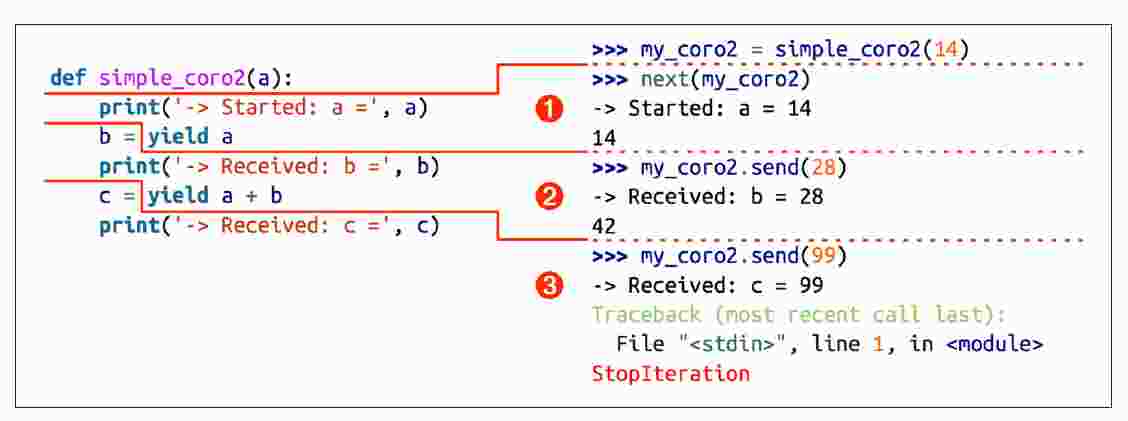 def simple_coro2(a):
print('-> Started: a =', a)
b = yield a
print('-> Received: b =', b)
c = yield a + b
print('-> Received: c =', c)
>>> my_coro2 = simple_coro2(14)
>>> next(my_coro2)
1
-> Started: a = 14
14
>>> my_coro2.send(28)
2
-> Received: b = 28
42
>>> my_coro2.send(99)
3
-> Received: c = 99
Traceback (most recent call last):
File "<stdin>", line 1, in <module>
StopIteration